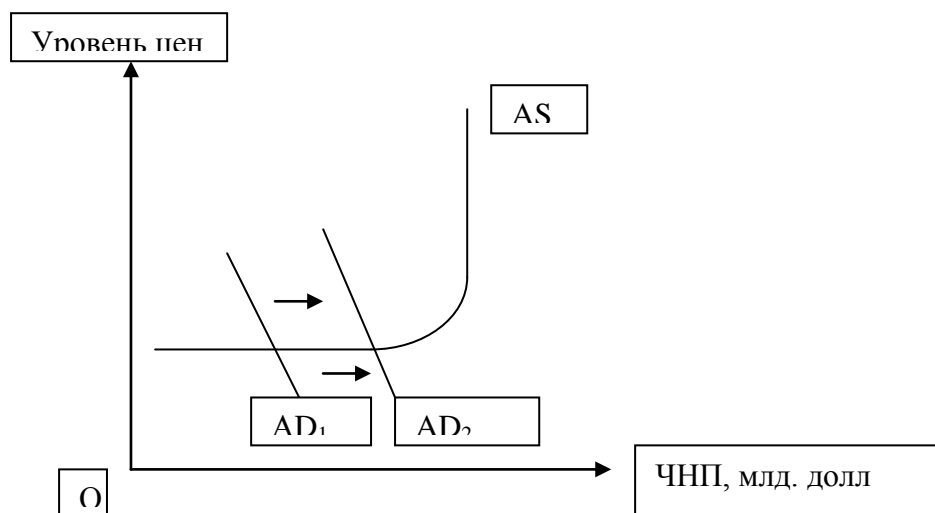 Уровень цен
AS
AD1
AD2
О
ЧНП, млд. долл